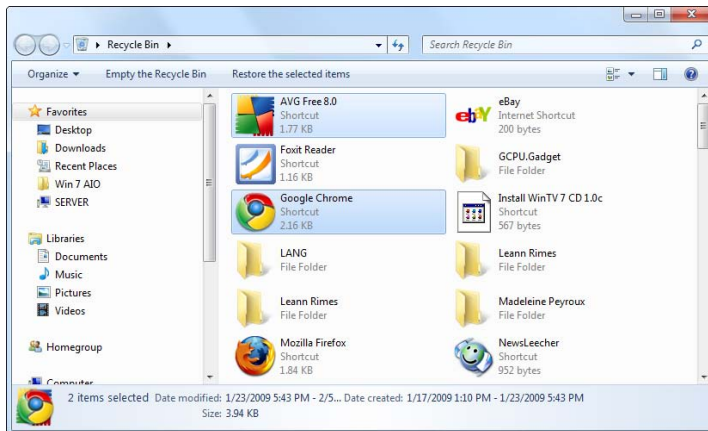 Recycle Bin
Search Recycle Bin
Organize
Empty the Recycle Bin
Restore the selected items
Favorites
Desktop
Downloads
Recent Places
Win 7 AIO
SERVER
Libraries
Documents
Music
Pictures
Videos
Homegroup
Computer
AVG Free 8.0
Shortcut
1.77 KB
eBay
Internet Shortcut
200 bytes
Foxit Reader
Shortcut
1.16 KB
GCPU.Gadget
File Folder
Google Chrome
Shortcut
2.16 KB
Install WinTV 7 CD 1.0c
Shortcut
567 bytes
LANG
File Folder
Leann Rimes
File Folder
Leann Rimes
File Folder
Madeleine Peyroux
File Folder
Mozilla Firefox
Shortcut
1.84 KB
NewsLeecher
Shortcut
952 bytes
2 items selected Date modified: 1/23/2009 5:43 PM - 2/5... Date created: 1/17/2009 1:10 PM - 1/23/2009 5:43 PM
Size: 3.94 KB